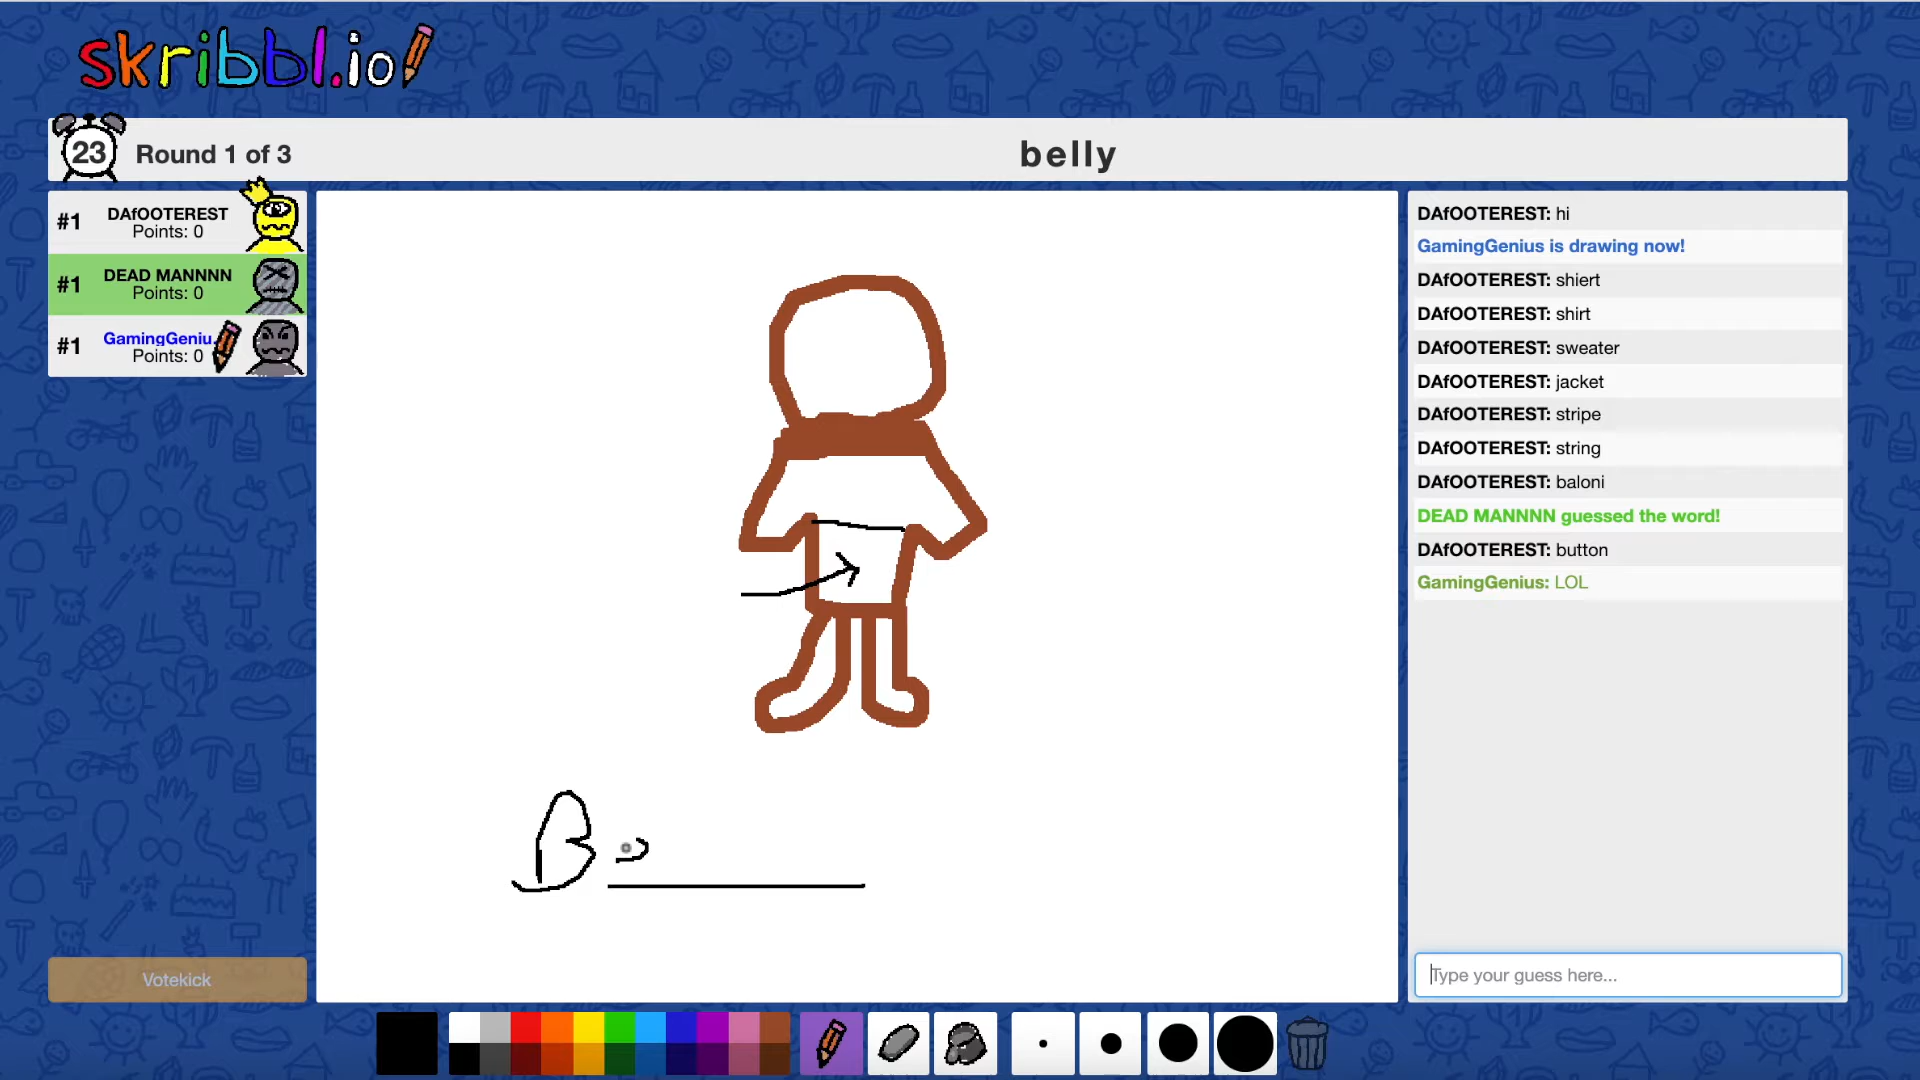 skribbl.io
23
Round 1 of 3
belly
#1
DAfOOTEREST
Points: 0
#1
DEAD MANNNN
Points: 0
#1
GamingGeniu
Points: 0
B
DAfOOTEREST: hi
GamingGenius is drawing now!
DAfOOTEREST: shiert
DAfOOTEREST: shirt
DAfOOTEREST: sweater
DAfOOTEREST: jacket
DAfOOTEREST: stripe
DAfOOTEREST: string
DAfOOTEREST: baloni
DEAD MANNNN guessed the word!
DAfOOTEREST: button
GamingGenius: LOL
Type your guess here...
Votekick